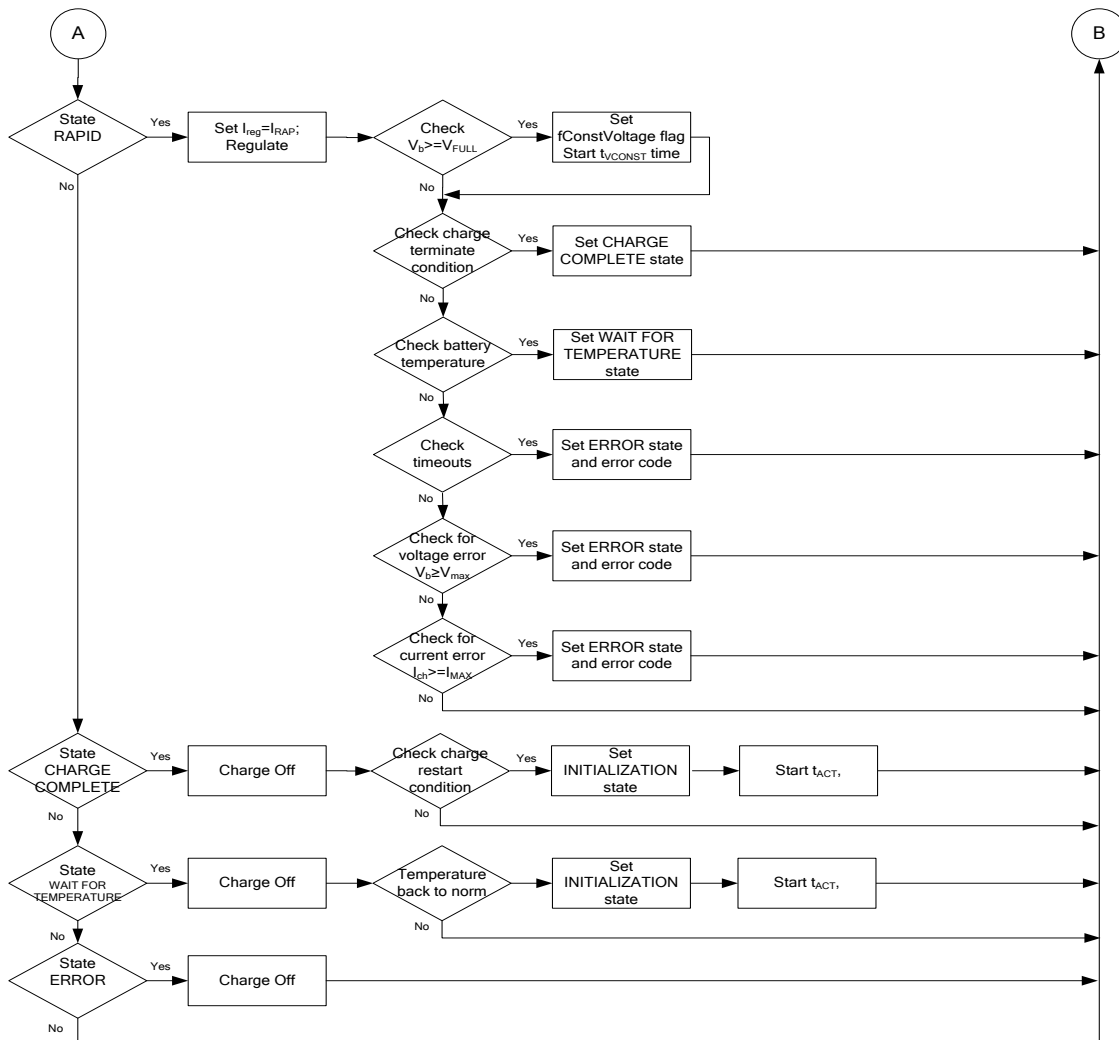 A
B
State
RAPID
Yes
No
Set Ireg=IRAP;
Regulate
Check
Vb>=VFULL
Yes
No
Set
fConstVoltage flag
Start tVCONST time
Check charge
terminate
condition
Yes
No
Set CHARGE
COMPLETE state
Check battery
temperature
Yes
No
Set WAIT FOR
TEMPERATURE
state
Check
timeouts
Yes
No
Set ERROR state
and error code
Check for
voltage error
Vb≥Vmax
Yes
No
Set ERROR state
and error code
Check for
current error
Ich>=IMAX
Yes
No
Set ERROR state
and error code
State
CHARGE
COMPLETE
Yes
No
Charge Off
Check charge
restart
condition
Yes
No
Set
INITIALIZATION
state
Start tACT,
State
WAIT FOR
TEMPERATURE
Yes
No
Charge Off
Temperature
back to norm
Yes
No
Set
INITIALIZATION
state
Start tACT,
State
ERROR
Yes
No
Charge Off